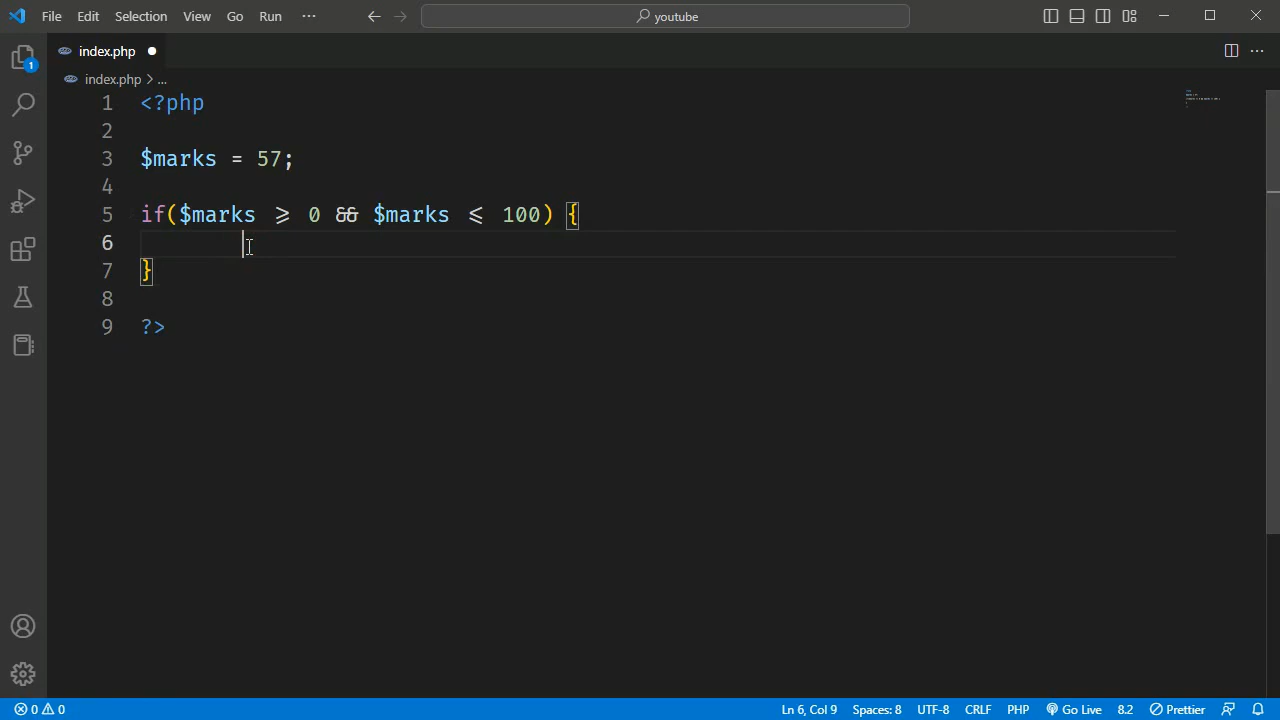 File Edit Selection View Go Run ··· youtube
index.php
index.php > ...
1 <?php
2
3 $marks = 57;
4
5 if($marks >= 0 && $marks <= 100) {
6
7 }
8
9 ?>
1
0 0 Ln 6, Col 9 Spaces: 8 UTF-8 CRLF PHP Go Live 8.2 Prettier